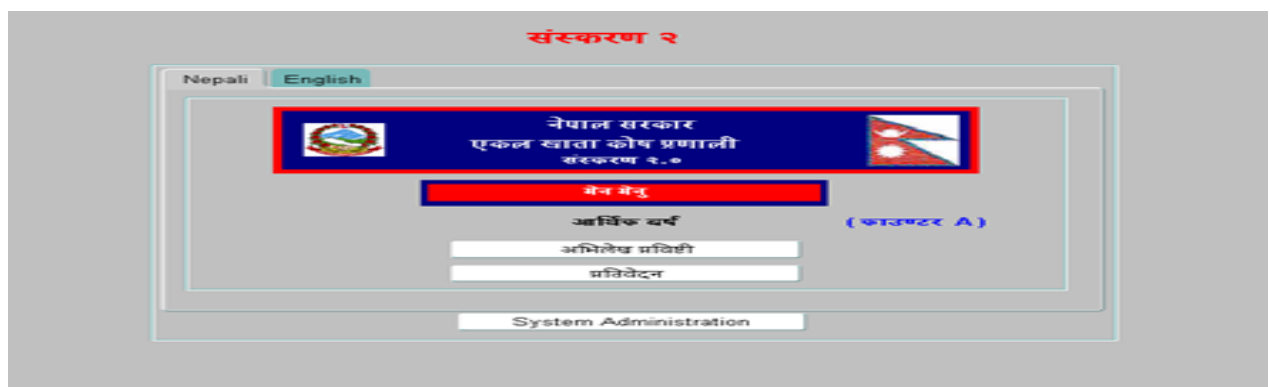 संस्करण २
Nepali English
नेपाल सरकार
एकल खाता कोष प्रणाली
संस्करण २.०
मेन मेनु
आर्थिक वर्ष (काउण्टर A)
अभिलेख प्रविष्टी
प्रतिवेदन
System Administration